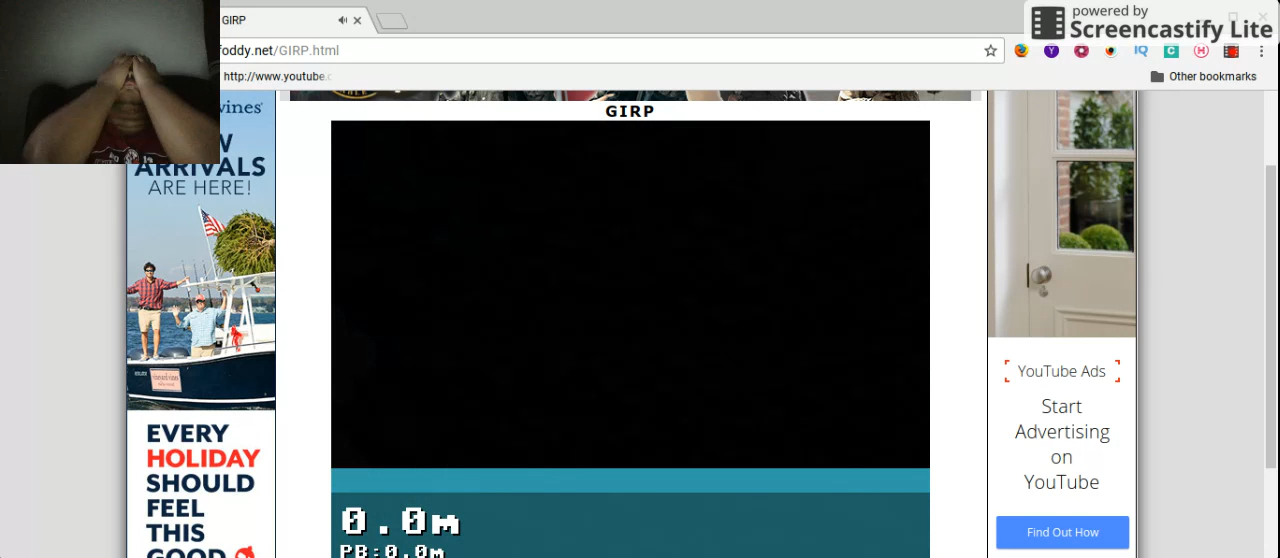 GIRP
powered by
Screencastify Lite
foddy.net/GIRP.html
http://www.youtube.c
Other bookmarks
vines
ARRIVALS
ARE HERE!
EVERY
HOLIDAY
SHOULD
FEEL
THIS
GOOD
GIRP
0.0m
PB:0.0m
YouTube Ads
Start
Advertising
on
YouTube
Find Out How